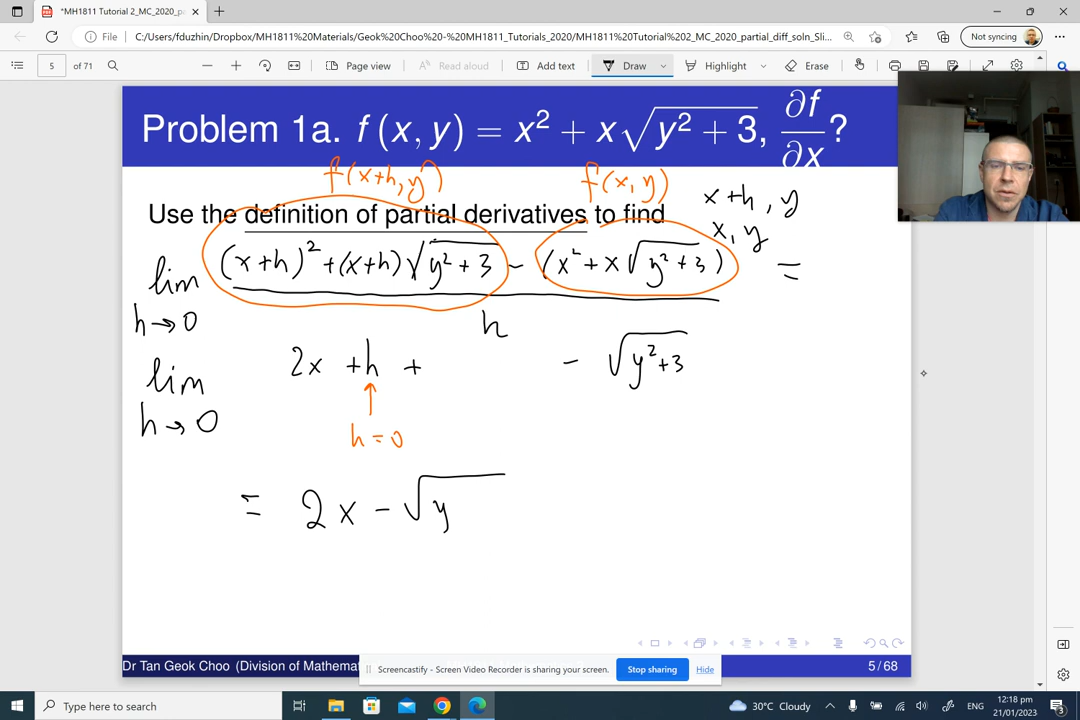 *MH1811 Tutorial 2_MC_2020_pa
File C:/Users/fduzhin/Dropbox/MH1811%20Materials/Geok%20Choo%20-%20MH1811_Tutorials_2020/MH1811%20Tutorial%202_MC_2020_partial_diff_soln_Sli... Not syncing
5 of 71 Page view Read aloud Add text Draw Highlight Erase
Problem 1a. f(x, y) = x² + x√(y² + 3), ∂f/∂x?
f(x+h, y) f(x, y) x+h, y
Use the definition of partial derivatives to find x, y
lim h→0 ((x+h)² + (x+h)√(y²+3) - (x² + x√(y²+3))) / h =
lim h→0 2x + h + - √(y²+3)
h = 0
= 2x - √y
Dr Tan Geok Choo (Division of Mathema 5 / 68
Screencastify - Screen Video Recorder is sharing your screen. Stop sharing Hide
Type here to search 30°C Cloudy ENG 12:18 pm
21/01/2023 3